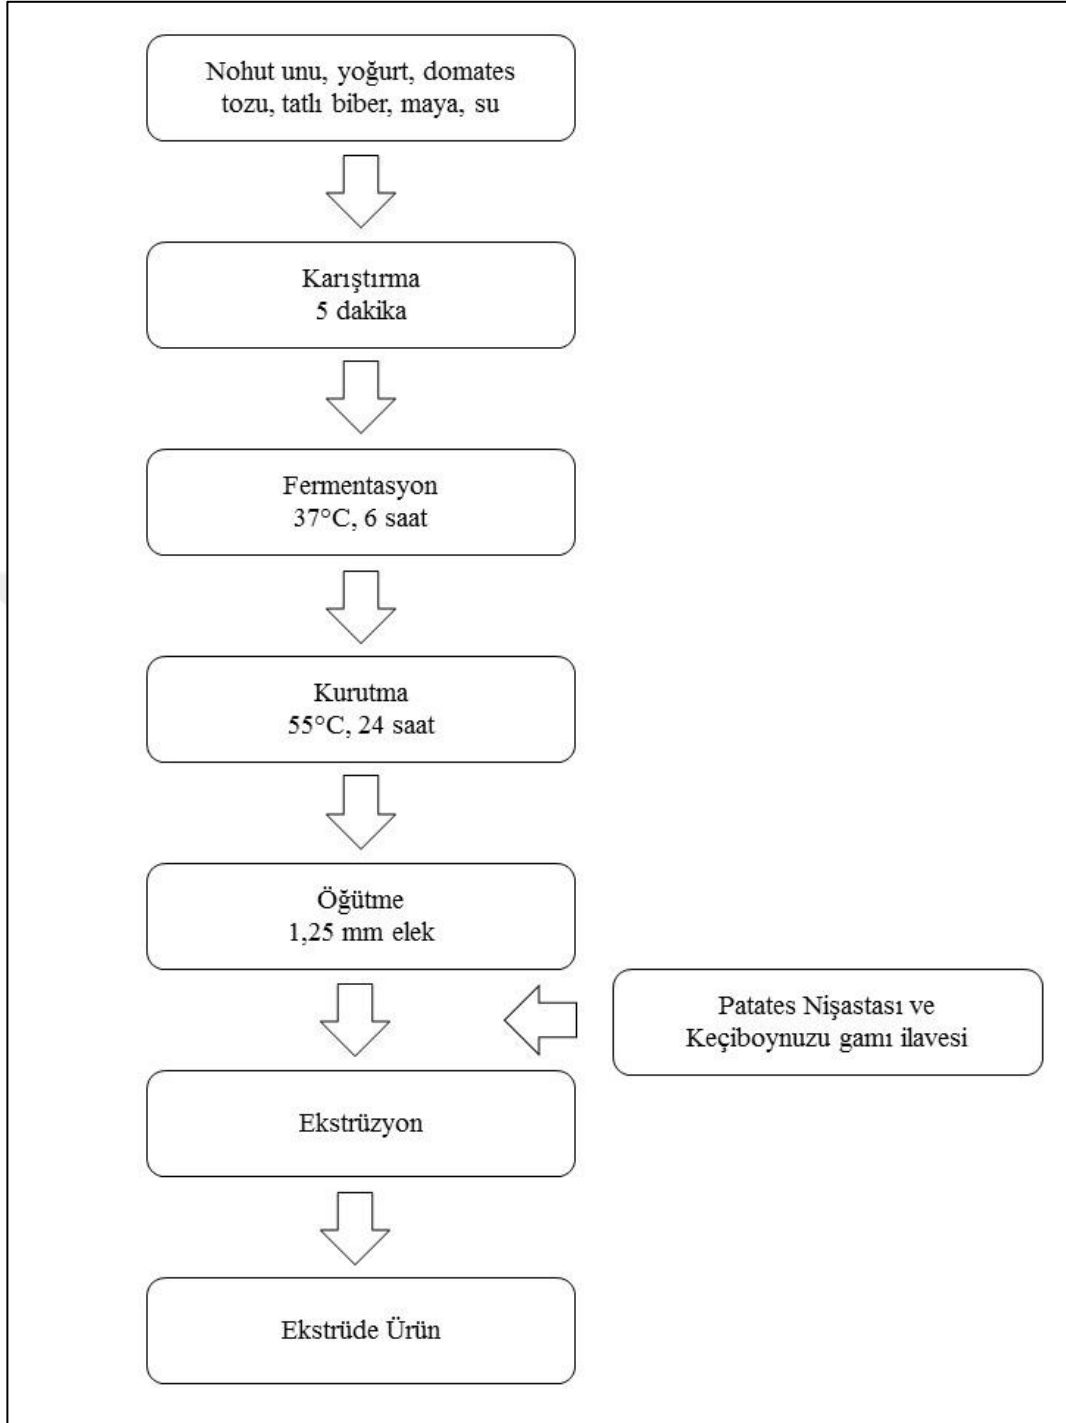 Nohut unu, yoğurt, domates
tozu, tatlı biber, maya, su
Karıştırma
5 dakika
Fermentasyon
37°C, 6 saat
Kurutma
55°C, 24 saat
Öğütme
1,25 mm elek
Patates Nişastası ve
Keçiboynuzu gamı ilavesi
Ekstrüzyon
Ekstrüde Ürün